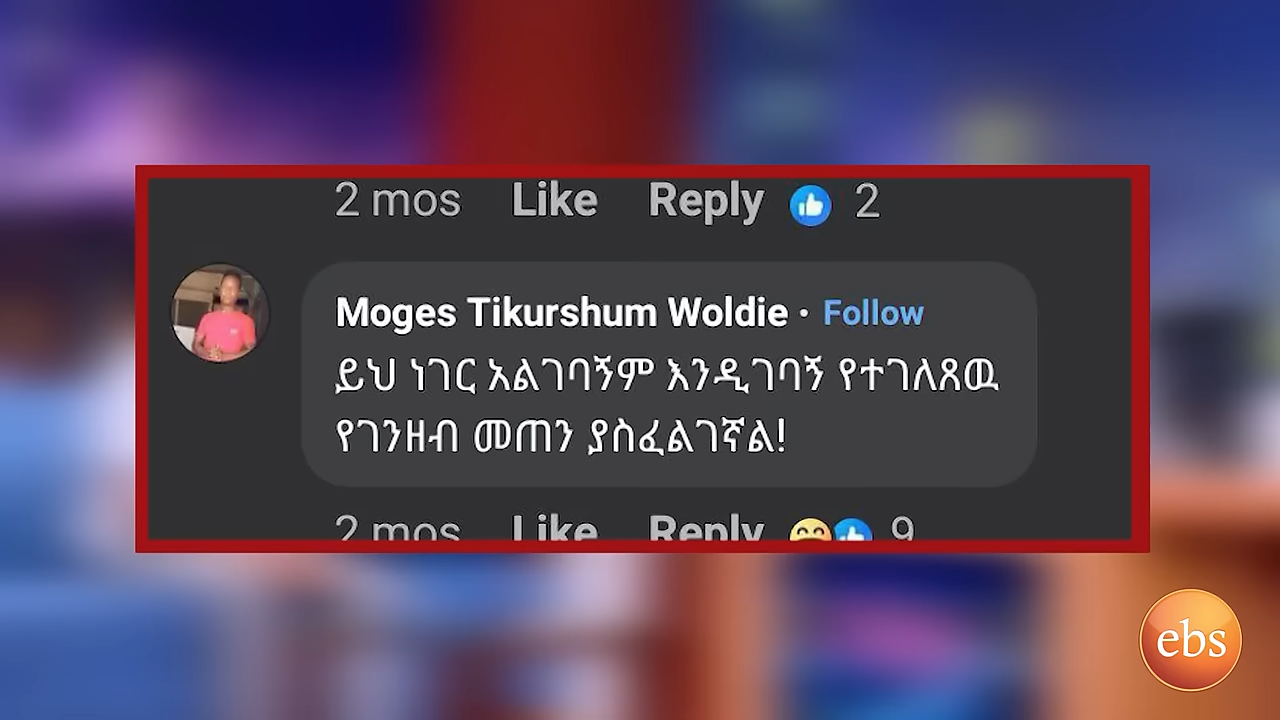 2 mos Like Reply 2
Moges Tikurshum Woldie · Follow
ይህ ነገር አልገባኝም እንዲገባኝ የተገለጸዉ
የገንዘብ መጠን ያስፈልገኛል!
2 mos Like Reply 9
ebs